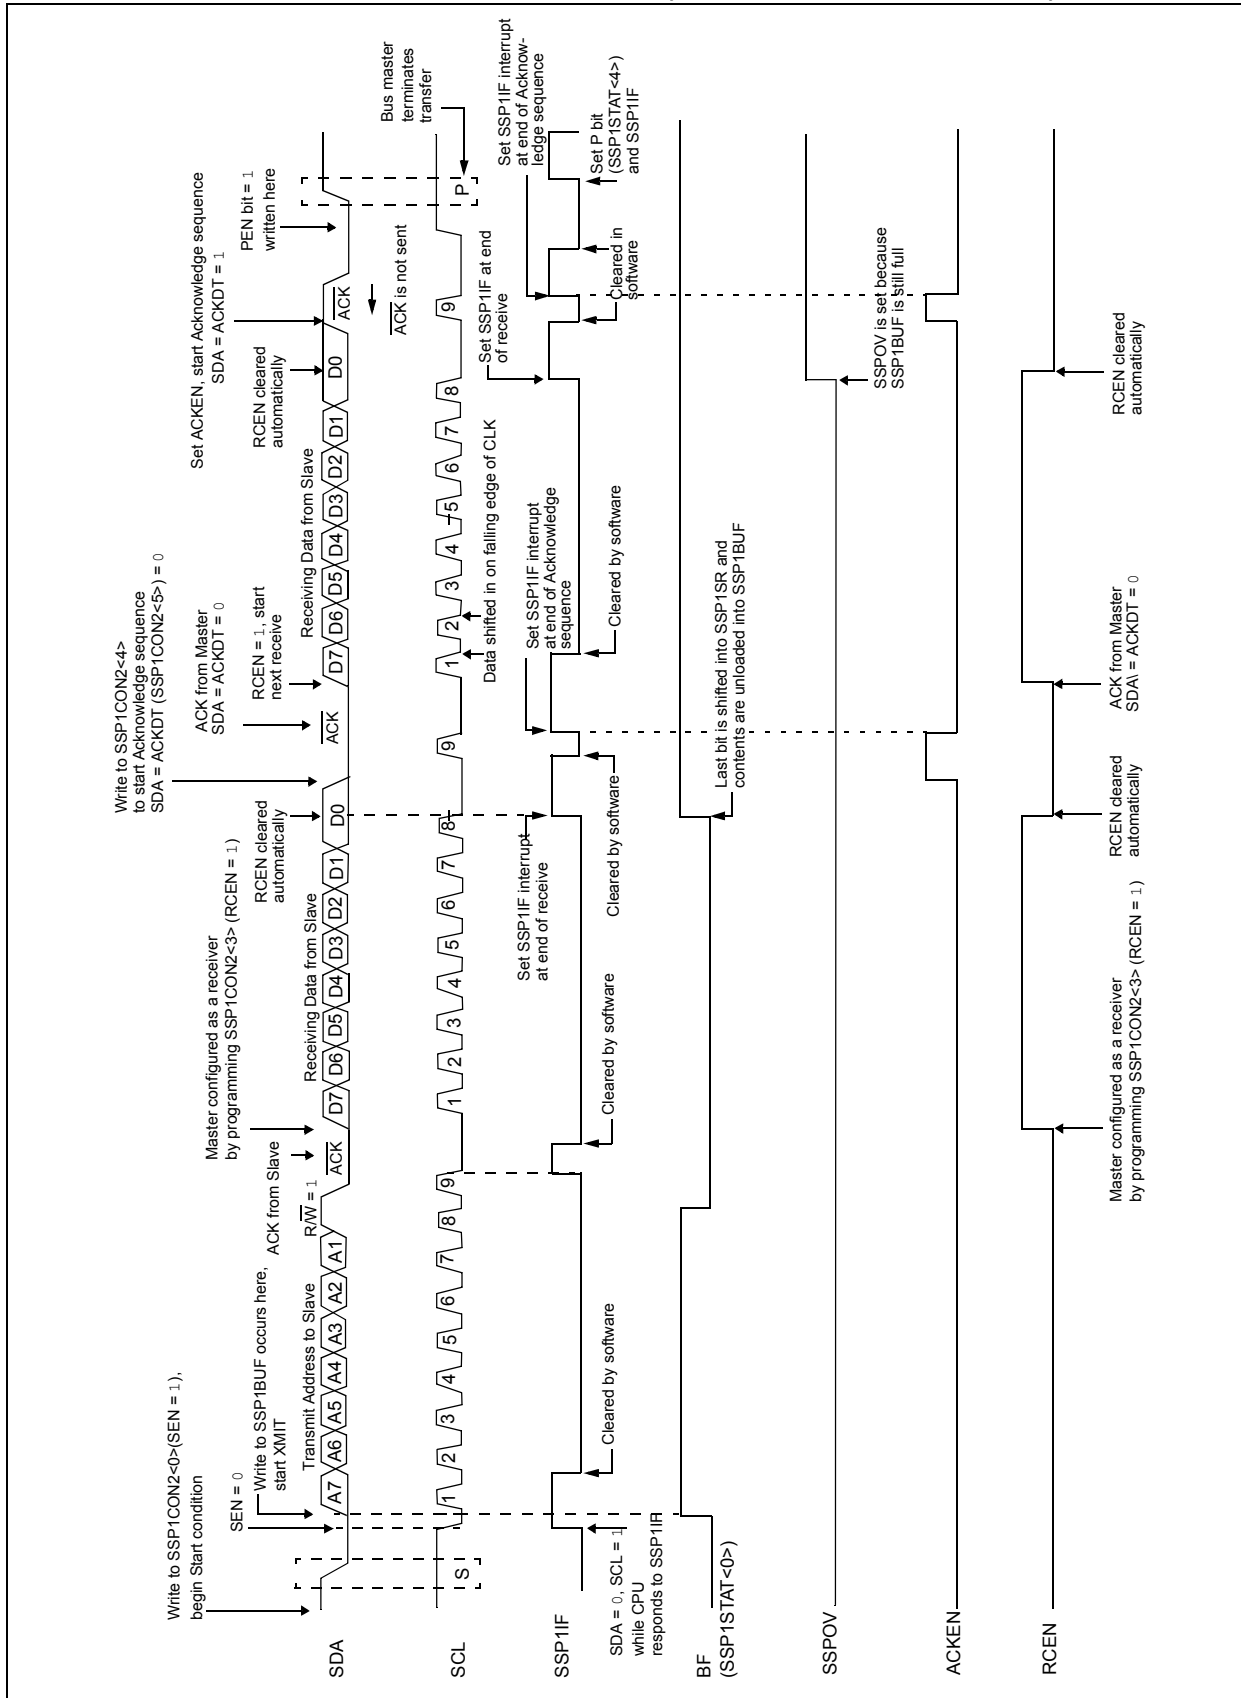 Write to SSP1CON2<0>(SEN = 1),
begin Start condition
SEN = 0
Write to SSP1BUF occurs here,
start XMIT
ACK from Slave
Master configured as a receiver
by programming SSP1CON2<3> (RCEN = 1)
RCEN cleared
automatically
Write to SSP1CON2<4>
to start Acknowledge sequence
SDA = ACKDT (SSP1CON2<5>) = 0
ACK from Master
SDA = ACKDT = 0
RCEN = 1, start
next receive
RCEN cleared
automatically
Set ACKEN, start Acknowledge sequence
SDA = ACKDT = 1
PEN bit = 1
written here
Transmit Address to Slave
R/W = 1
Receiving Data from Slave
Receiving Data from Slave
SDA
A7 A6 A5 A4 A3 A2 A1
ACK
D7 D6 D5 D4 D3 D2 D1 D0
ACK
D7 D6 D5 D4 D3 D2 D1 D0
ACK
ACK is not sent
Bus master
terminates
transfer
SCL
S
1 2 3 4 5 6 7 8 9
1 2 3 4 5 6 7 8 9
1 2 3 4 5 6 7 8 9
P
Data shifted in on falling edge of CLK
Set SSP1IF interrupt
at end of receive
Set SSP1IF interrupt
at end of Acknowledge
sequence
Set SSP1IF at end
of receive
Set SSP1IF interrupt
at end of Acknow-
ledge sequence
SSP1IF
SDA = 0, SCL = 1
while CPU
responds to SSP1IF
Cleared by software
Cleared by software
Cleared by software
Cleared by software
Cleared in
software
Set P bit
(SSP1STAT<4>)
and SSP1IF
BF
(SSP1STAT<0>)
Last bit is shifted into SSP1SR and
contents are unloaded into SSP1BUF
SSPOV
SSPOV is set because
SSP1BUF is still full
ACKEN
RCEN
Master configured as a receiver
by programming SSP1CON2<3> (RCEN = 1)
RCEN cleared
automatically
ACK from Master
SDA\ = ACKDT = 0
RCEN cleared
automatically